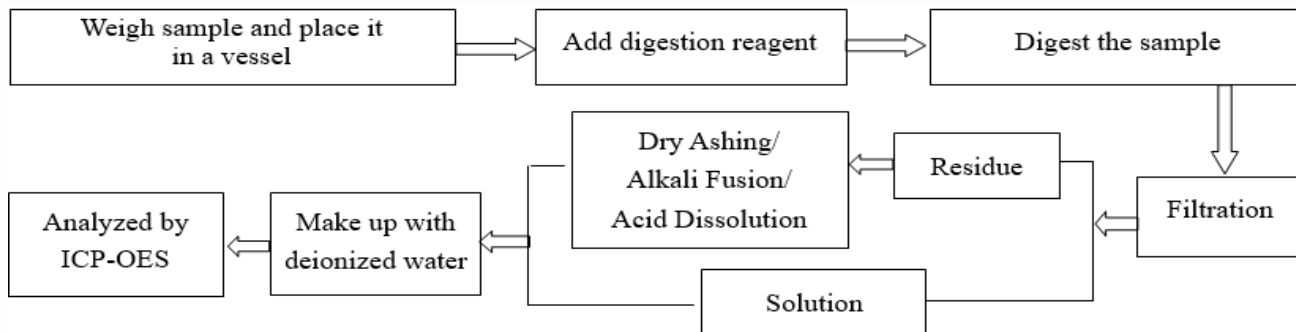 Weigh sample and place it
in a vessel
Add digestion reagent
Digest the sample
Filtration
Residue
Dry Ashing/
Alkali Fusion/
Acid Dissolution
Solution
Make up with
deionized water
Analyzed by
ICP-OES